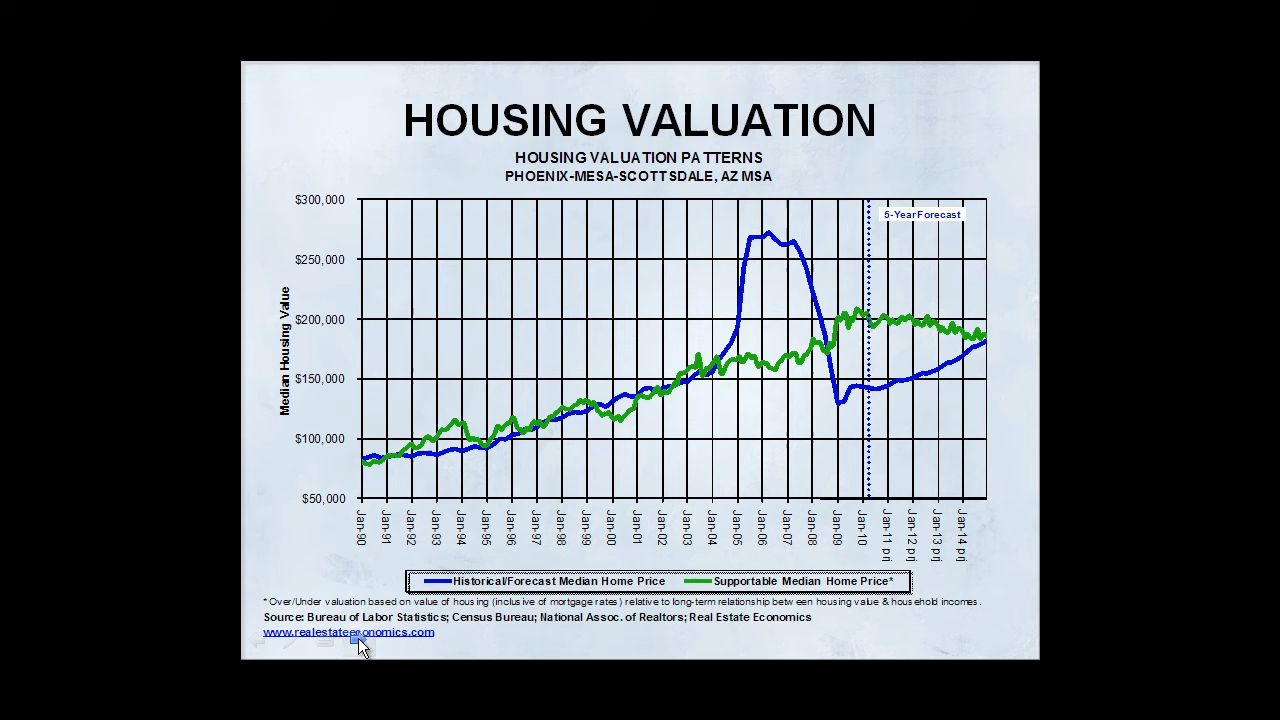 HOUSING VALUATION
HOUSING VALUATION PATTERNS
PHOENIX-MESA-SCOTTSDALE, AZ MSA
$300,000
$250,000
$200,000
$150,000
$100,000
$50,000
Median Housing Value
5-Year Forecast
Jan-90
Jan-91
Jan-92
Jan-93
Jan-94
Jan-95
Jan-96
Jan-97
Jan-98
Jan-99
Jan-00
Jan-01
Jan-02
Jan-03
Jan-04
Jan-05
Jan-06
Jan-07
Jan-08
Jan-09
Jan-10
Jan-11 prj
Jan-12 prj
Jan-13 prj
Jan-14 prj
Historical/Forecast Median Home Price
Supportable Median Home Price*
* Over/Under valuation based on value of housing (inclusive of mortgage rates) relative to long-term relationship between housing value & household incomes.
Source: Bureau of Labor Statistics; Census Bureau; National Assoc. of Realtors; Real Estate Economics
www.realestateeconomics.com